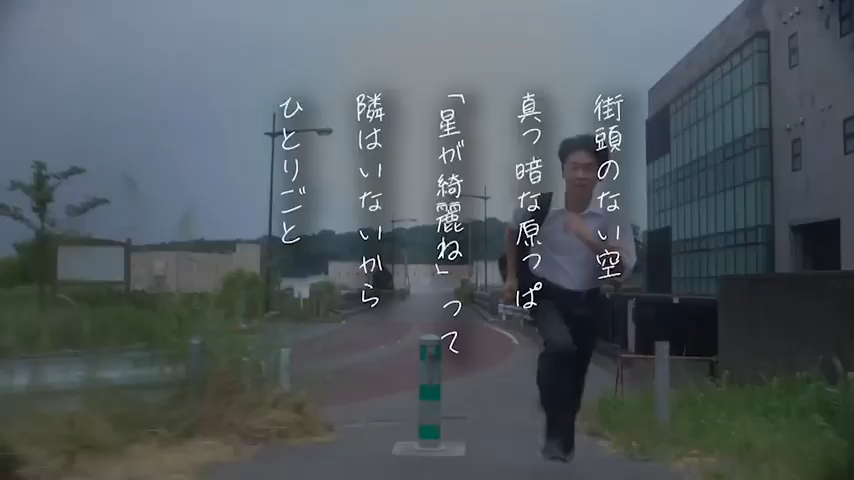 街頭のない空
真っ暗な原っぱ
「星が綺麗ね」って
隣はいないから
ひとりごと